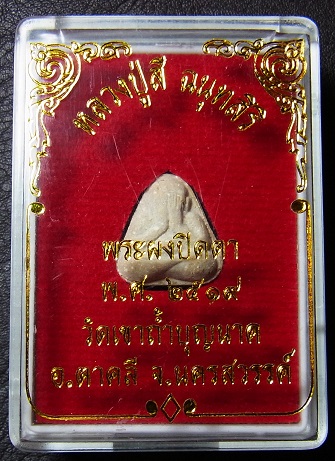 หลวงปู่สี ฉนฺทสิริ
พระผงปิดตา
พ.ศ. ๒๕๑๙
วัดเขาถ้ำบุญนาค
อ.ตาคลี จ.นครสวรรค์